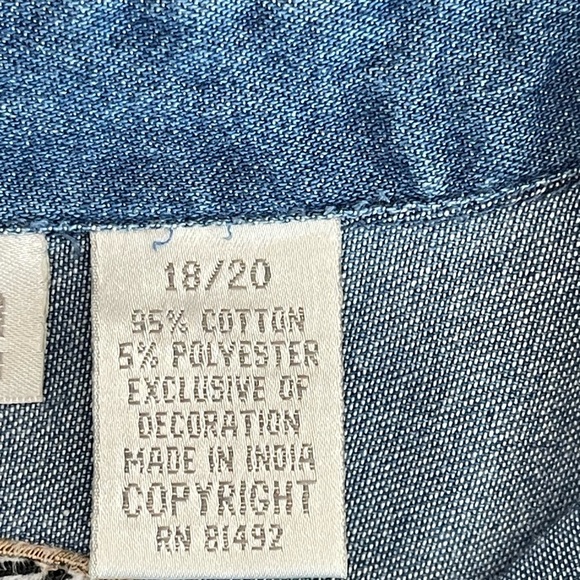 18/20
95% COTTON
5% POLYESTER
EXCLUSIVE OF
DECORATION
MADE IN INDIA
COPYRIGHT
RN 81492